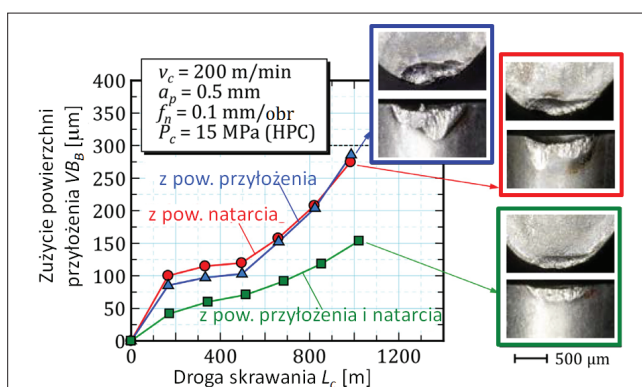 v_c = 200 m/min
a_p = 0.5 mm
f_n = 0.1 mm/obr
P_c = 15 MPa (HPC)
Zużycie powierzchni
przyłożenia VB_B [µm]
400
350
300
250
200
150
100
50
0
z pow. przyłożenia
z pow. natarcia
z pow. przyłożenia i natarcia
0 400 800 1200
Droga skrawania L_c [m]
500 µm